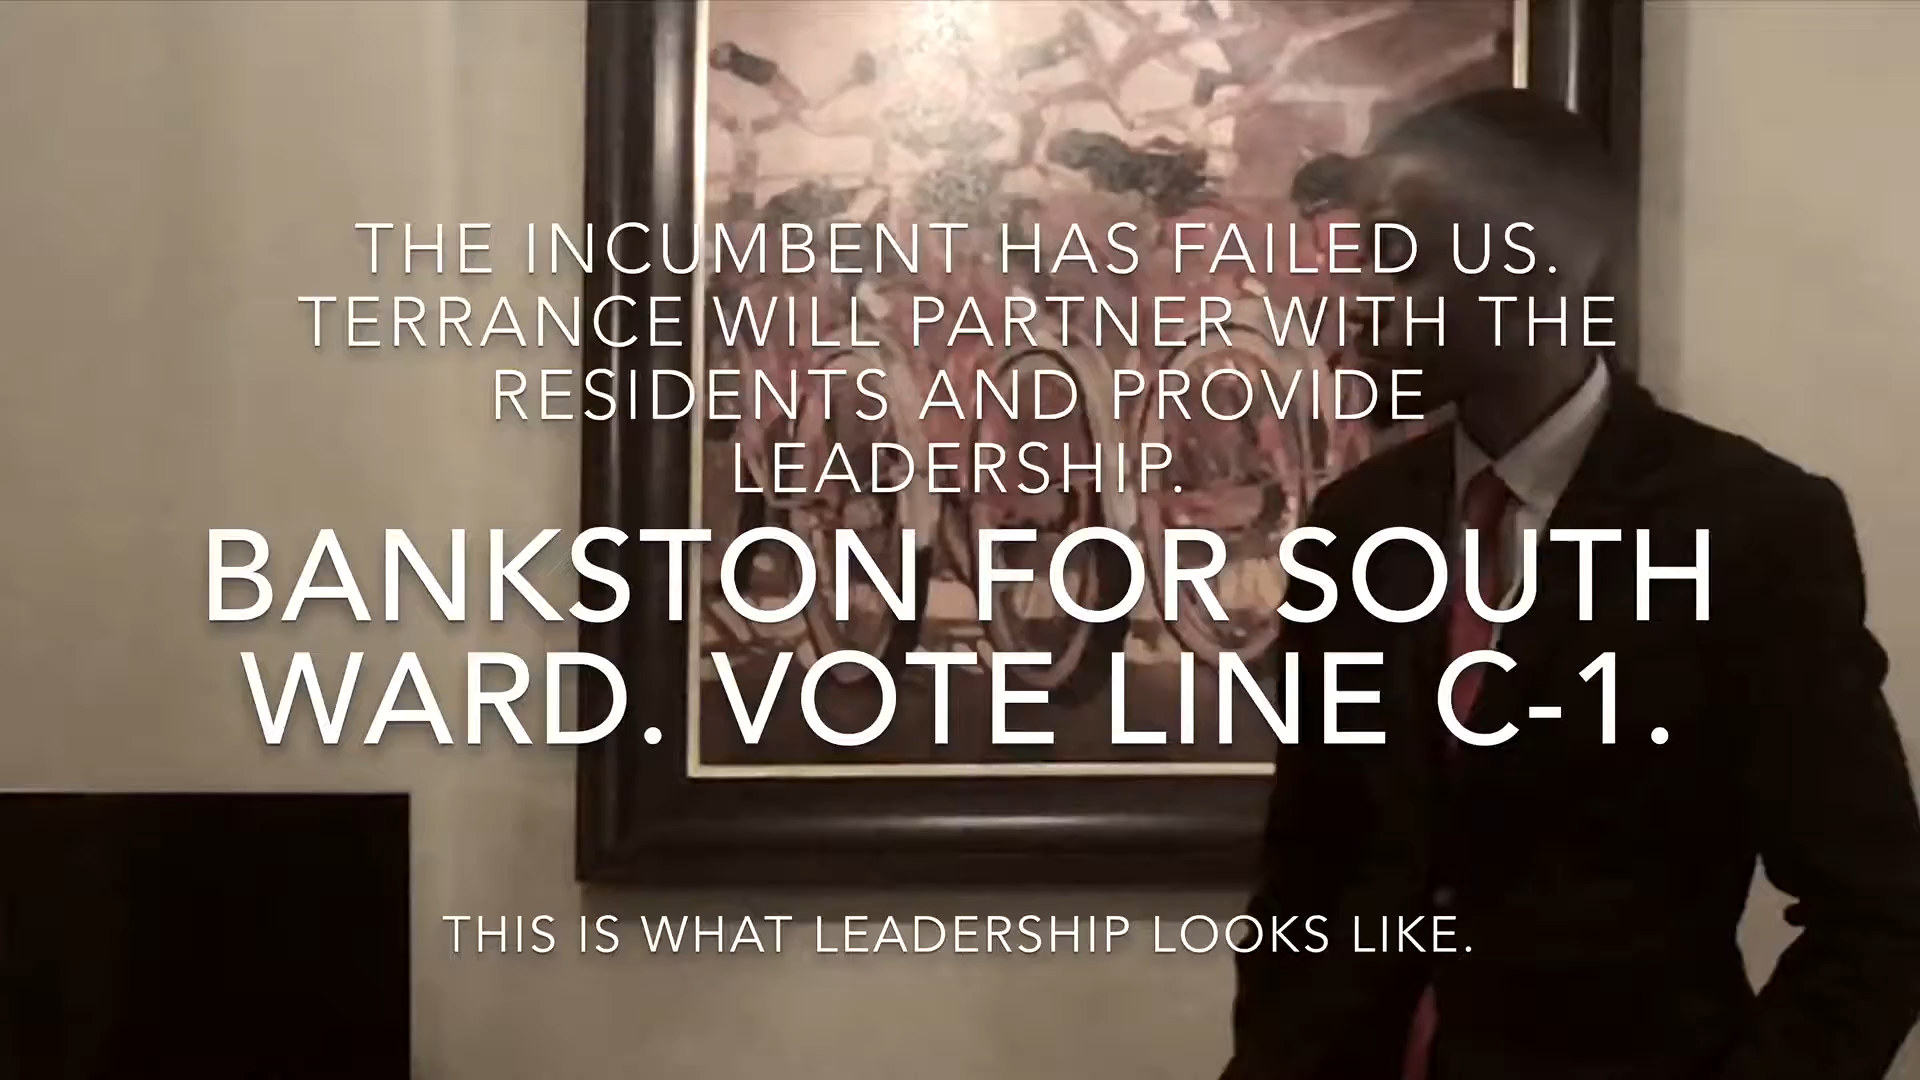 THE INCUMBENT HAS FAILED US.
TERRANCE WILL PARTNER WITH THE
RESIDENTS AND PROVIDE
LEADERSHIP.
BANKSTON FOR SOUTH
WARD. VOTE LINE C-1.
THIS IS WHAT LEADERSHIP LOOKS LIKE.